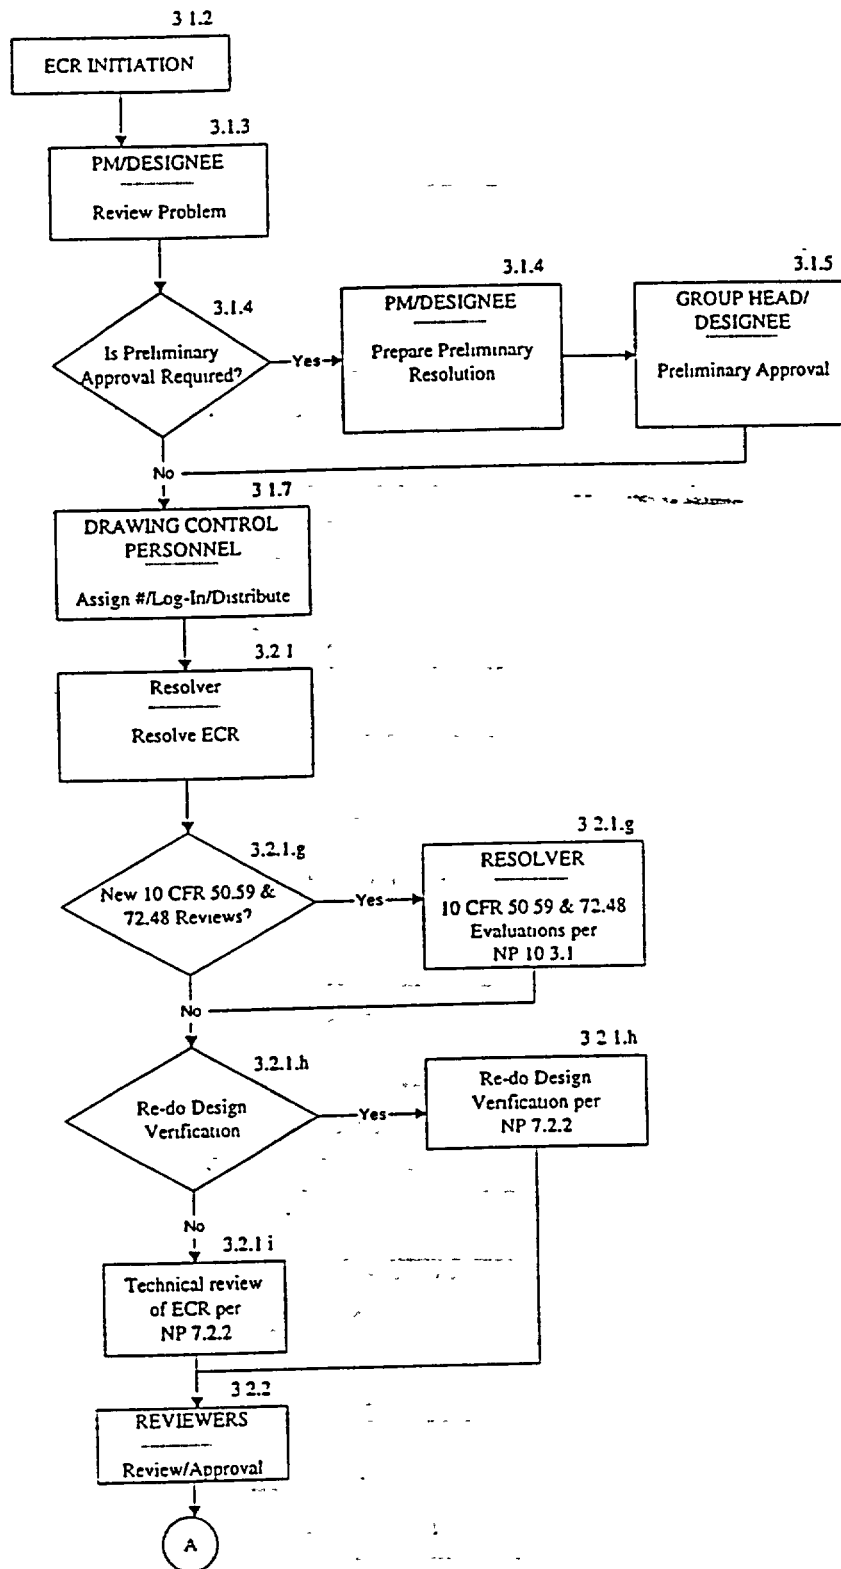 3 1.2
ECR INITIATION
3.1.3
PM/DESIGNEE
Review Problem
3.1.4
Is Preliminary
Approval Required?
Yes
3.1.4
PM/DESIGNEE
Prepare Preliminary
Resolution
3.1.5
GROUP HEAD/
DESIGNEE
Preliminary Approval
No
3 1.7
DRAWING CONTROL
PERSONNEL
Assign #/Log-In/Distribute
3.2 1
Resolver
Resolve ECR
3.2.1.g
New 10 CFR 50.59 &
72.48 Reviews?
Yes
3 2.1.g
RESOLVER
10 CFR 50 59 & 72.48
Evaluations per
NP 10 3.1
No
3.2.1.h
Re-do Design
Verification
Yes
3 2 1.h
Re-do Design
Verification per
NP 7.2.2
No
3.2.1 i
Technical review
of ECR per
NP 7.2.2
3 2.2
REVIEWERS
Review/Approval
A